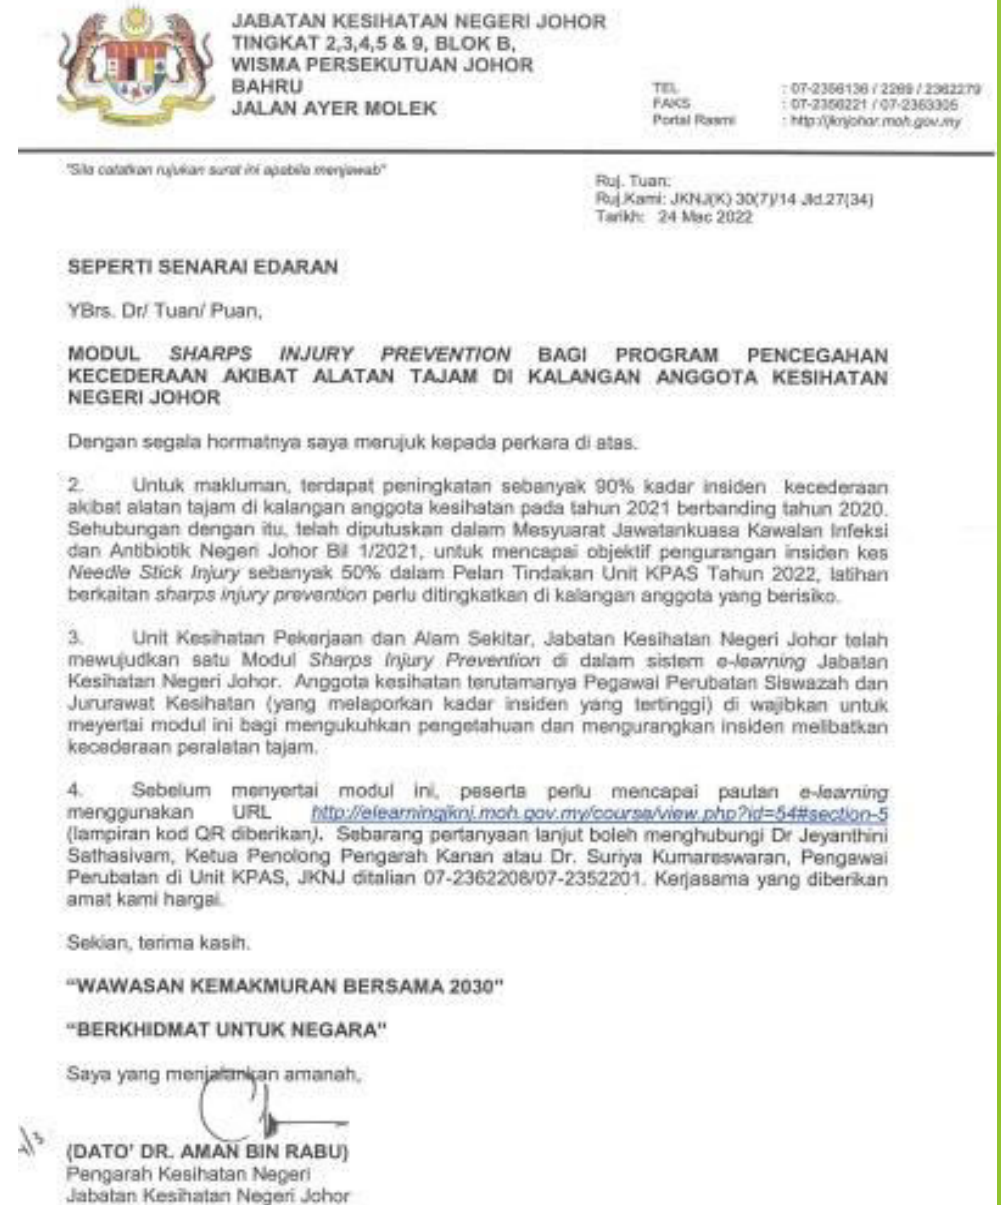 JABATAN KESIHATAN NEGERI JOHOR
TINGKAT 2,3,4,5 & 9, BLOK B,
WISMA PERSEKUTUAN JOHOR
BAHRU
JALAN AYER MOLEK
TEL : 07-2356136 / 2269 / 2362279
FAKS : 07-2356221 / 07-2363305
Portal Rasmi : http://jknjohor.moh.gov.my
"Sila catatkan rujukan surat ini apabila menjawab"
Ruj. Tuan:
Ruj.Kami: JKNJ(K) 30(7)/14 Jld.27(34)
Tarikh: 24 Mac 2022
SEPERTI SENARAI EDARAN
YBrs. Dr/ Tuan/ Puan,
MODUL SHARPS INJURY PREVENTION BAGI PROGRAM PENCEGAHAN
KECEDERAAN AKIBAT ALATAN TAJAM DI KALANGAN ANGGOTA KESIHATAN
NEGERI JOHOR
Dengan segala hormatnya saya merujuk kepada perkara di atas.
2. Untuk makluman, terdapat peningkatan sebanyak 90% kadar insiden kecederaan
akibat alatan tajam di kalangan anggota kesihatan pada tahun 2021 berbanding tahun 2020.
Sehubungan dengan itu, telah diputuskan dalam Mesyuarat Jawatankuasa Kawalan Infeksi
dan Antibiotik Negeri Johor Bil 1/2021, untuk mencapai objektif pengurangan insiden kes
Needle Stick Injury sebanyak 50% dalam Pelan Tindakan Unit KPAS Tahun 2022, latihan
berkaitan sharps injury prevention perlu ditingkatkan di kalangan anggota yang berisiko.
3. Unit Kesihatan Pekerjaan dan Alam Sekitar, Jabatan Kesihatan Negeri Johor telah
mewujudkan satu Modul Sharps Injury Prevention di dalam sistem e-learning Jabatan
Kesihatan Negeri Johor. Anggota kesihatan terutamanya Pegawai Perubatan Siswazah dan
Jururawat Kesihatan (yang melaporkan kadar insiden yang tertinggi) di wajibkan untuk
meyertai modul ini bagi mengukuhkan pengetahuan dan mengurangkan insiden melibatkan
kecederaan peralatan tajam.
4. Sebelum menyertai modul ini, peserta perlu mencapai pautan e-learning
menggunakan URL http://elearningjknj.moh.gov.my/course/view.php?id=54#section-5
(lampiran kod QR diberikan). Sebarang pertanyaan lanjut boleh menghubungi Dr Jeyanthini
Sathasivam, Ketua Penolong Pengarah Kanan atau Dr. Suriya Kumareswaran, Pengawai
Perubatan di Unit KPAS, JKNJ ditalian 07-2362208/07-2352201. Kerjasama yang diberikan
amat kami hargai.
Sekian, terima kasih.
"WAWASAN KEMAKMURAN BERSAMA 2030"
"BERKHIDMAT UNTUK NEGARA"
Saya yang menjalankan amanah,
(DATO' DR. AMAN BIN RABU)
Pengarah Kesihatan Negeri
Jabatan Kesihatan Negeri Johor